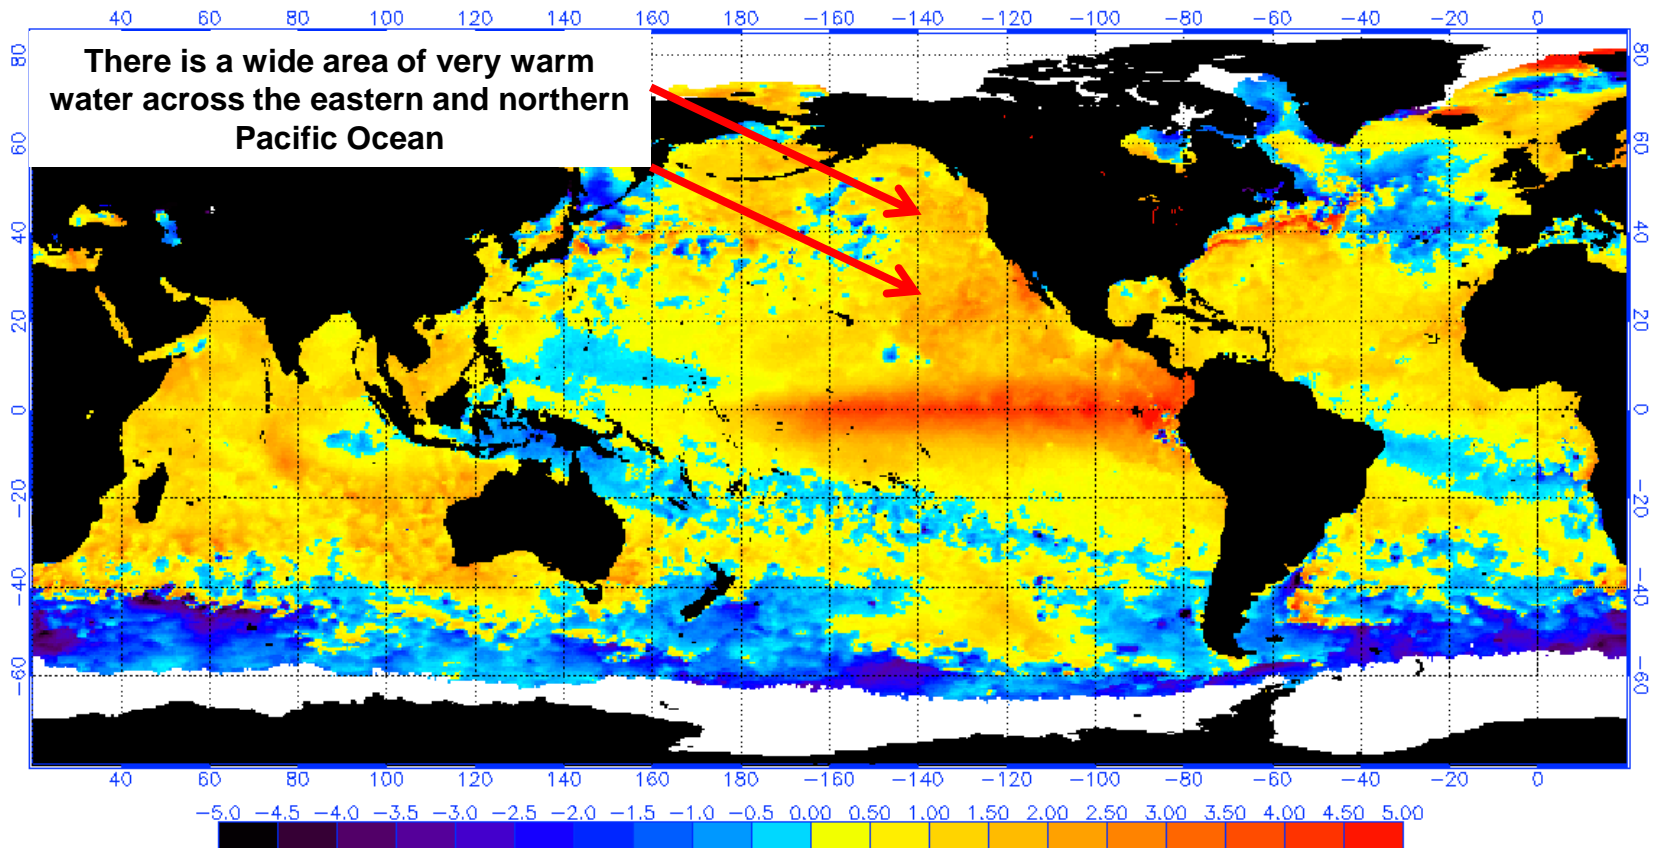 40 60 80 100 120 140 160 180 −160 −140 −120 −100 −80 −60 −40 −20 0
There is a wide area of very warm
water across the eastern and northern
Pacific Ocean
80 80
60 60
40 40
20 20
0 0
−20 −20
−40 −40
−60 −60
40 60 80 100 120 140 160 180 −160 −140 −120 −100 −80 −60 −40 −20 0
−5.0 −4.5 −4.0 −3.5 −3.0 −2.5 −2.0 −1.5 −1.0 −0.5 0.00 0.50 1.00 1.50 2.00 2.50 3.00 3.50 4.00 4.50 5.00